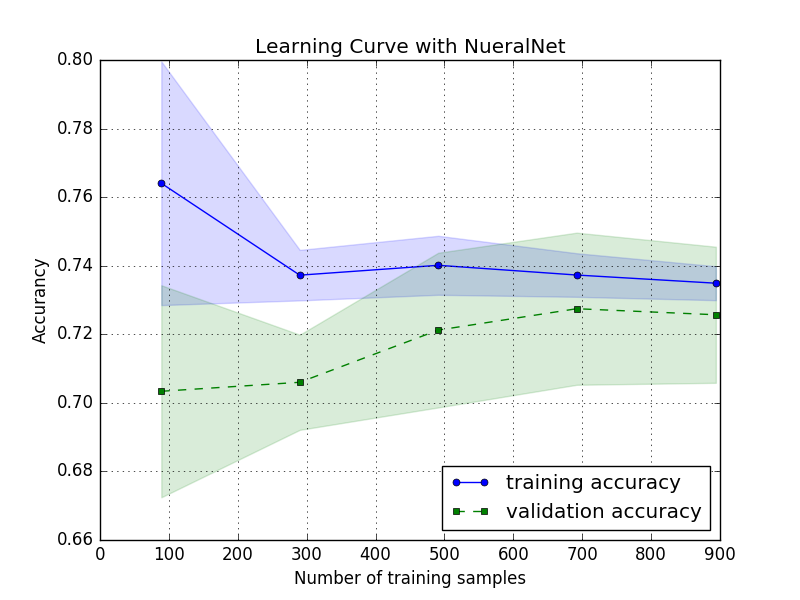 Learning Curve with NueralNet
0.80
0.78
0.76
0.74
0.72
0.70
0.68
0.66
Accurancy
training accuracy
validation accuracy
0 100 200 300 400 500 600 700 800 900
Number of training samples